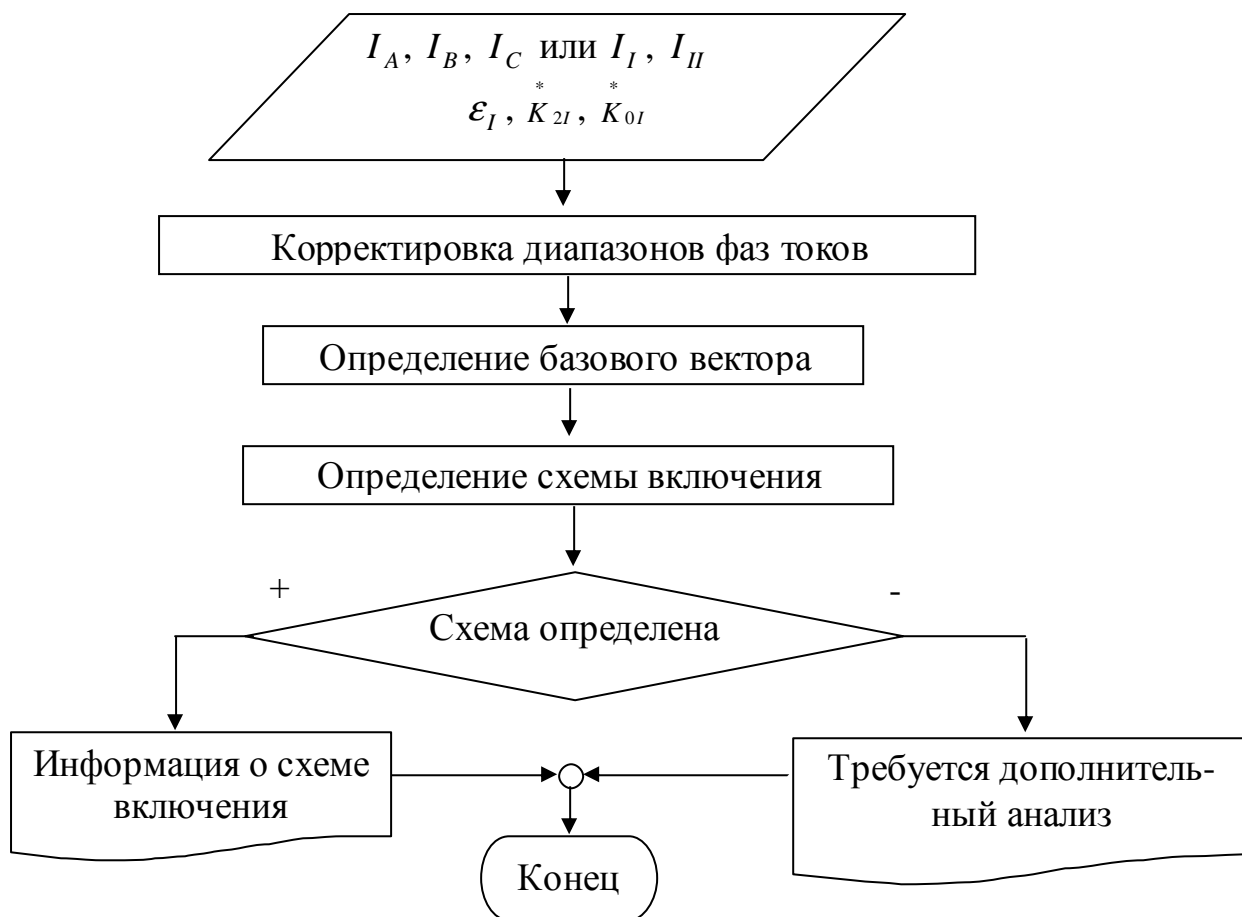 I_A, I_B, I_C или I_I, I_II
ε_I, K*_2I, K*_0I
Корректировка диапазонов фаз токов
Определение базового вектора
Определение схемы включения
+
-
Схема определена
Информация о схеме
включения
Требуется дополнитель-
ный анализ
Конец